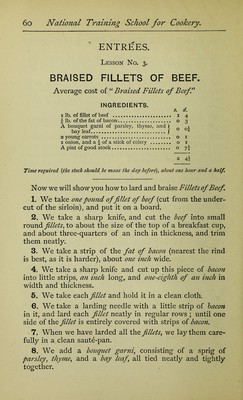 60 National Training School for Cookery.
ENTRÉES.
LESSON NO. 3.
BRAISED FILLETS OF BEEF.
Average cost of "Braised Fillets of Beef."
INGREDIENTS.
s. d.
1 lb. of fillet of beef 1 4
¼ lb. of the fat of bacon 0 3
A bouquet garni of parsley, thyme, and
bay leaf 0 0½
2 young carrots 0 1
1 onion, and a ¼ of a stick of celery 0 1
A pint of good stock 0 7½
2 4½
Time required (the stock should be made the day before), about one hour and a half.
Now we will show you how to lard and braise Fillets of Beef.
1. We take one pound of fillet of beef (cut from the under-
cut of the sirloin), and put it on a board.
2. We take a sharp knife, and cut the beef into small
round fillets, to about the size of the top of a breakfast cup,
and about three-quarters of an inch in thickness, and trim
them neatly.
3. We take a strip of the fat of bacon (nearest the rind
is best, as it is harder), about one inch wide.
4. We take a sharp knife and cut up this piece of bacon
into little strips, an inch long, and one-eighth of an inch in
width and thickness.
5. We take each fillet and hold it in a clean cloth.
6. We take a larding needle with a little strip of bacon
in it, and lard each fillet neatly in regular rows; until one
side of the fillet is entirely covered with strips of bacon.
7. When we have larded all the fillets, we lay them care-
fully in a clean sauté-pan.
8. We add a bouquet garni, consisting of a sprig of
parsley, thyme, and a bay leaf, all tied neatly and tightly
together.